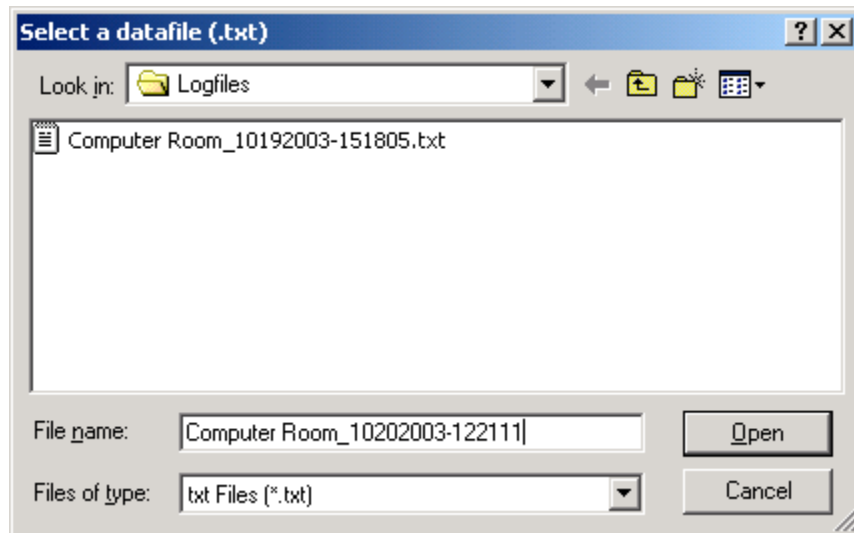 Select a datafile (.txt)
Look in: Logfiles
Computer Room_10192003-151805.txt
File name: Computer Room_10202003-122111 Open
Files of type: txt Files (*.txt) Cancel